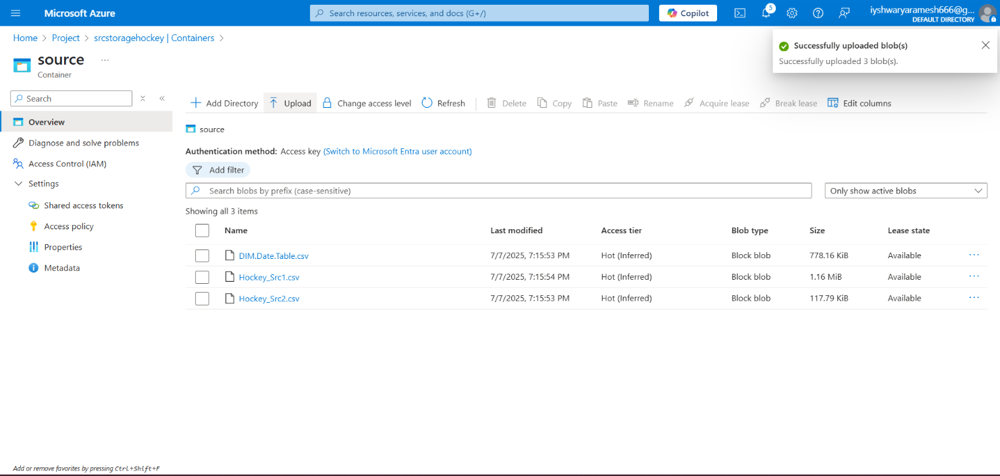 Microsoft Azure
Search resources, services, and docs (G+/)
Copilot
5
iyshwaryaramesh666@g...
DEFAULT DIRECTORY
Home > Project > srcstoragehockey | Containers >
Successfully uploaded blob(s)
Successfully uploaded 3 blob(s).
source ...
Container
Search
Add Directory Upload Change access level Refresh Delete Copy Paste Rename Acquire lease Break lease Edit columns
Overview
Diagnose and solve problems
Access Control (IAM)
Settings
Shared access tokens
Access policy
Properties
Metadata
source
Authentication method: Access key (Switch to Microsoft Entra user account)
Add filter
Search blobs by prefix (case-sensitive)
Only show active blobs
Showing all 3 items
Name Last modified Access tier Blob type Size Lease state
DIM.Date.Table.csv 7/7/2025, 7:15:53 PM Hot (Inferred) Block blob 778.16 KiB Available ...
Hockey_Src1.csv 7/7/2025, 7:15:54 PM Hot (Inferred) Block blob 1.16 MiB Available ...
Hockey_Src2.csv 7/7/2025, 7:15:53 PM Hot (Inferred) Block blob 117.79 KiB Available ...
Add or remove favorites by pressing Ctrl+Shift+F